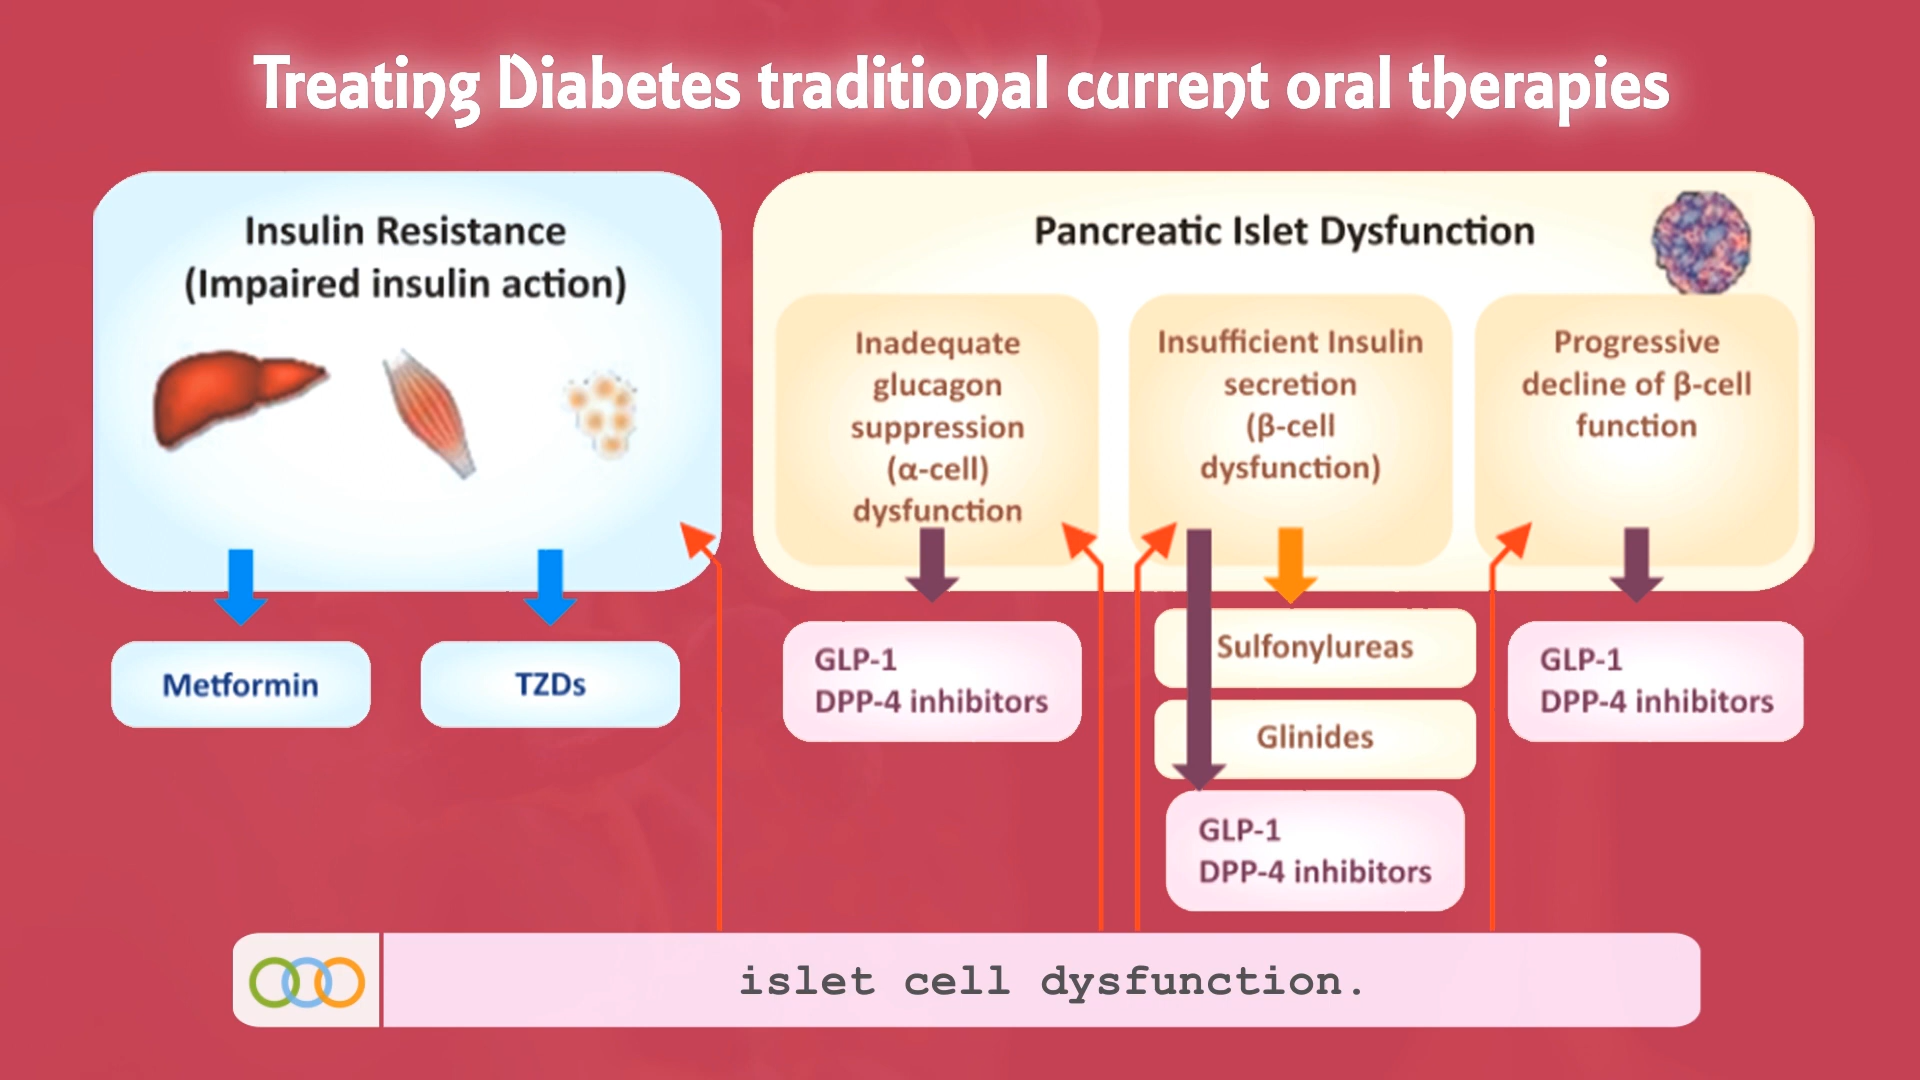 Treating Diabetes traditional current oral therapies
Insulin Resistance
(Impaired insulin action)
Metformin
TZDs
Pancreatic Islet Dysfunction
Inadequate
glucagon
suppression
(α-cell)
dysfunction
GLP-1
DPP-4 inhibitors
Insufficient Insulin
secretion
(β-cell
dysfunction)
Sulfonylureas
Glinides
GLP-1
DPP-4 inhibitors
Progressive
decline of β-cell
function
GLP-1
DPP-4 inhibitors
islet cell dysfunction.